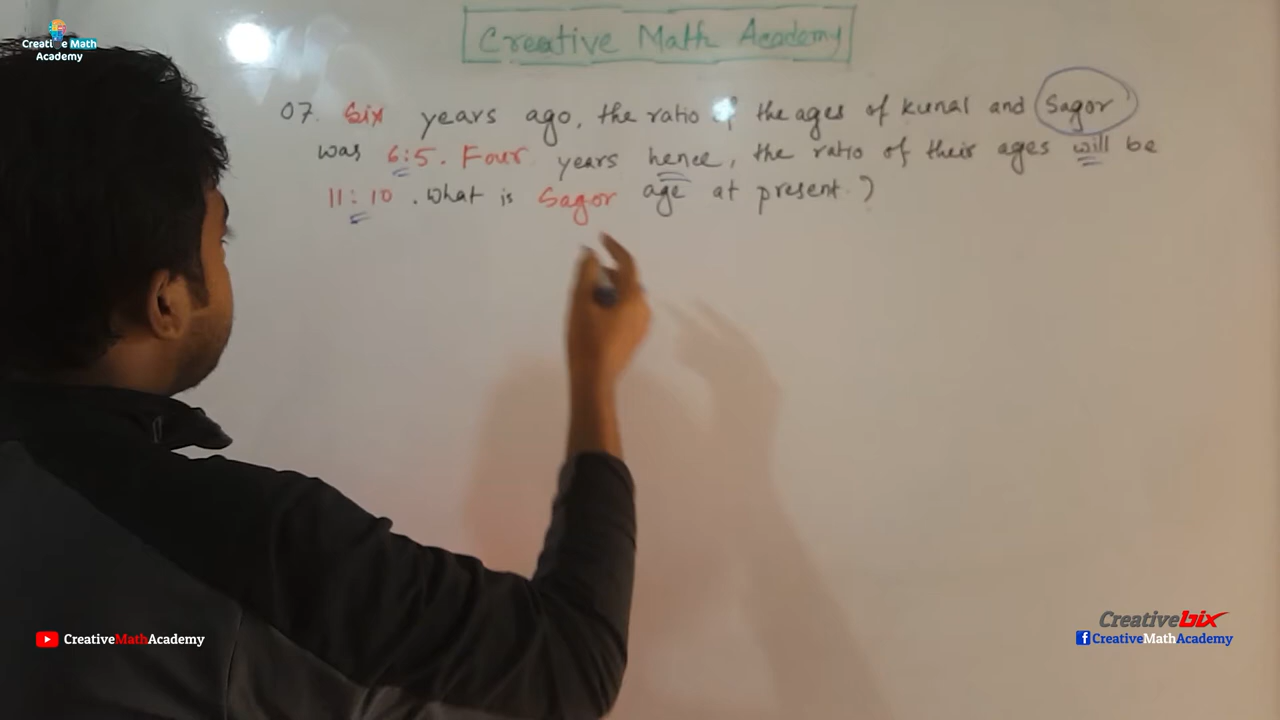 Creative Math
Academy
Creative Math Academy
07. Six years ago, the ratio of the ages of kunal and Sagor
was 6:5. Four years hence, the ratio of their ages will be
11:10. What is Sagor age at present?
CreativeMathAcademy
Creativebix
CreativeMathAcademy